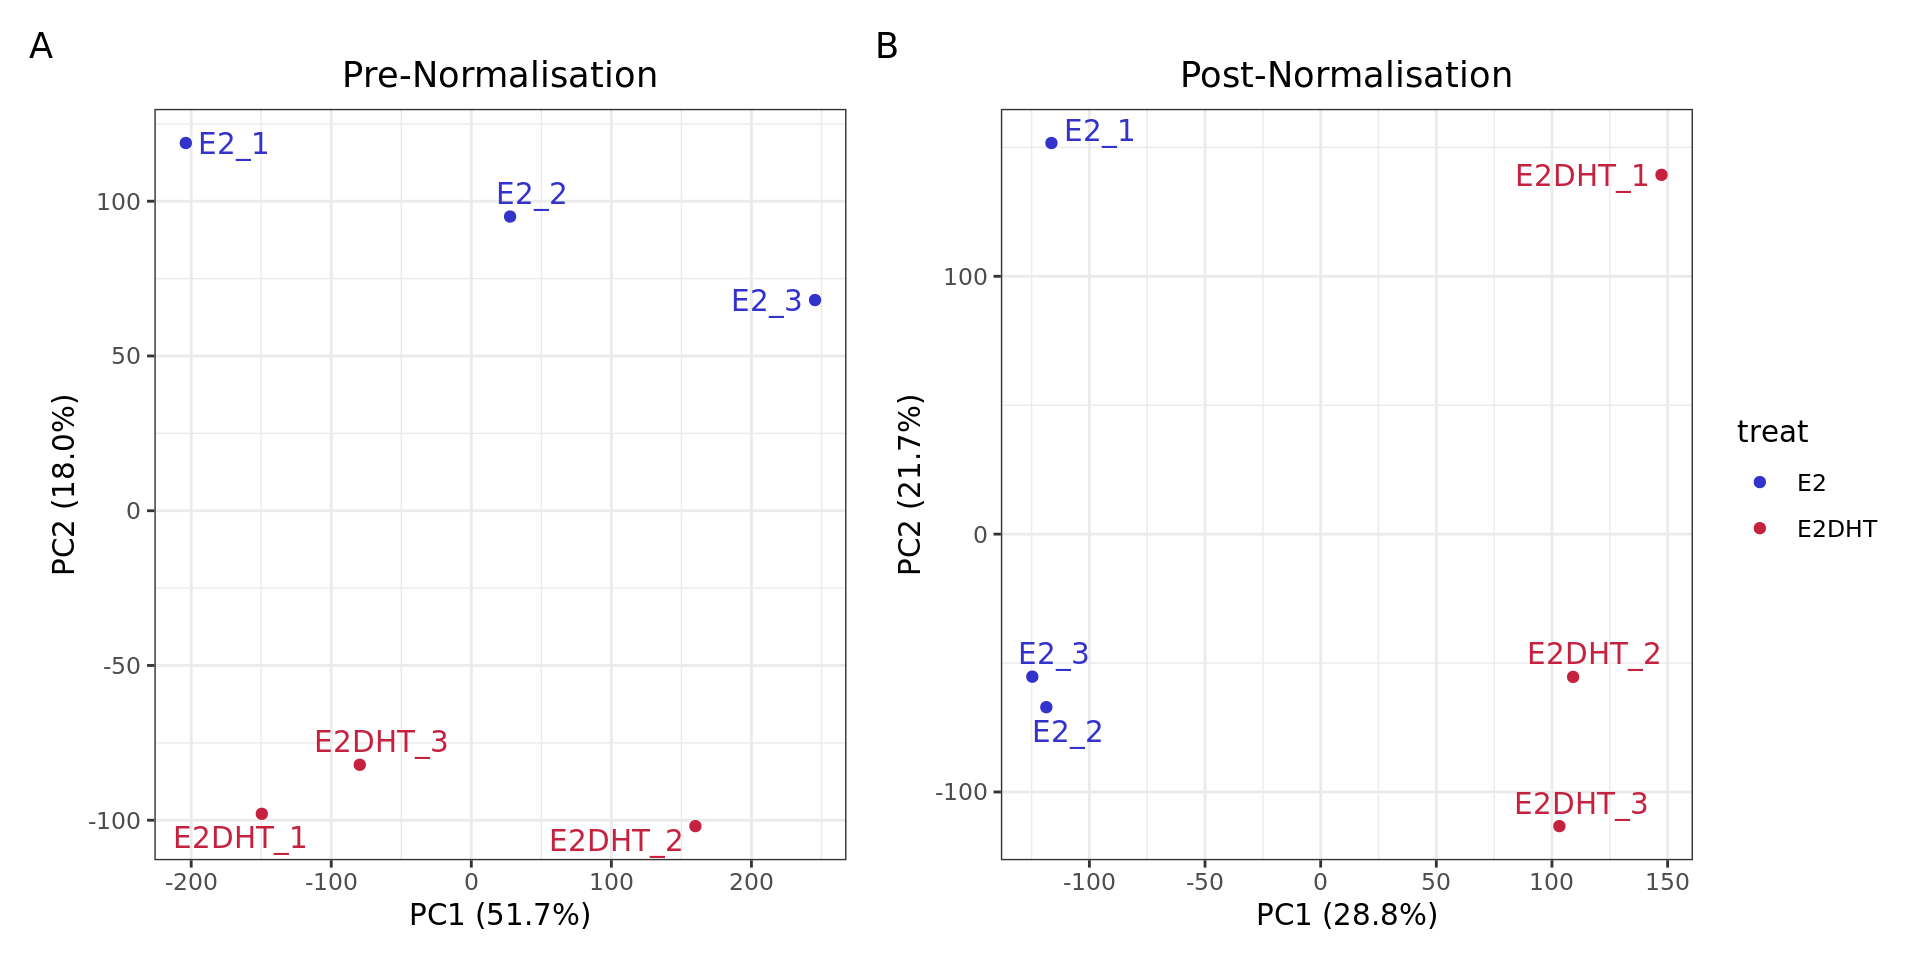 A
Pre-Normalisation
E2_1
E2_2
E2_3
E2DHT_3
E2DHT_1
E2DHT_2
100
50
0
-50
-100
-200
-100
0
100
200
PC2 (18.0%)
PC1 (51.7%)
B
Post-Normalisation
E2_1
E2DHT_1
E2_3
E2DHT_2
E2_2
E2DHT_3
100
0
-100
-100
-50
0
50
100
150
PC2 (21.7%)
PC1 (28.8%)
treat
E2
E2DHT